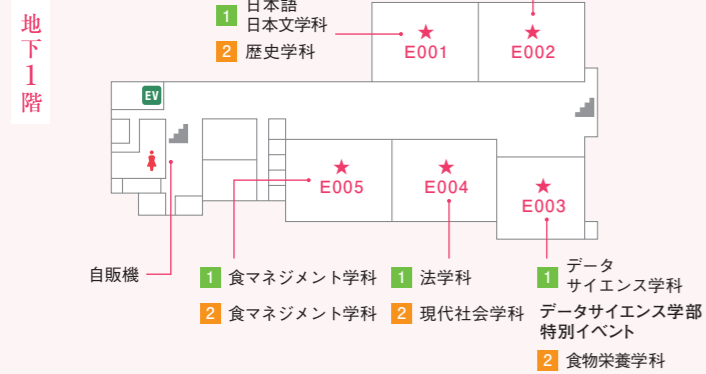 地下1階
1 日本語
日本文学科
2 歴史学科
E001
E002
EV
E005
E004
E003
自販機
1 食マネジメント学科
2 食マネジメント学科
1 法学科
2 現代社会学科
1 データ
サイエンス学科
データサイエンス学部
特別イベント
2 食物栄養学科